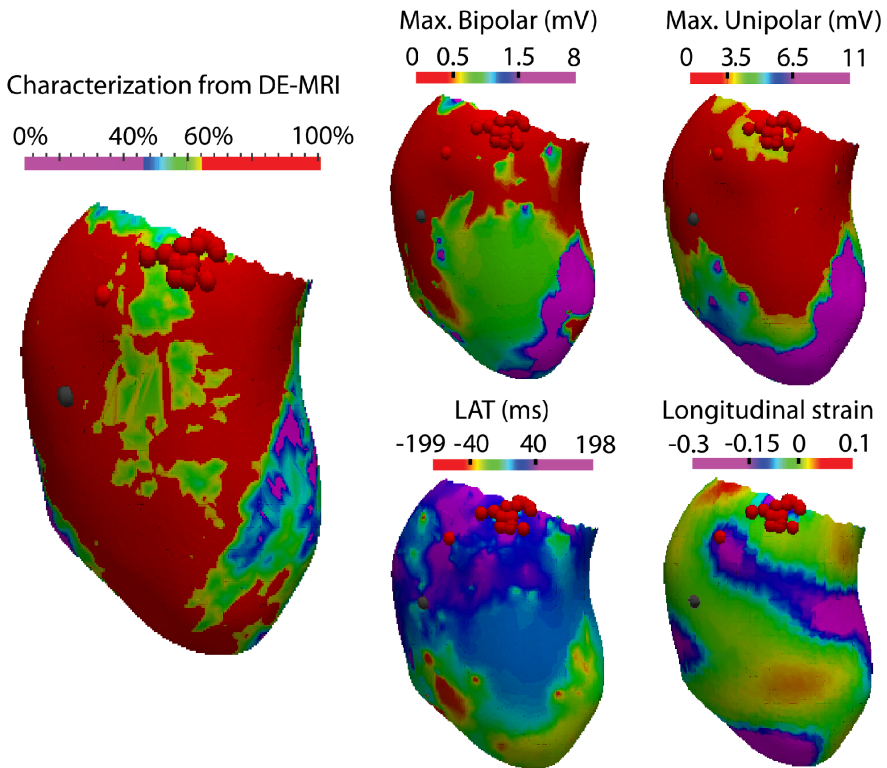 Characterization from DE-MRI
0% 40% 60% 100%
Max. Bipolar (mV)
0 0.5 1.5 8
Max. Unipolar (mV)
0 3.5 6.5 11
LAT (ms)
-199 -40 40 198
Longitudinal strain
-0.3 -0.15 0 0.1